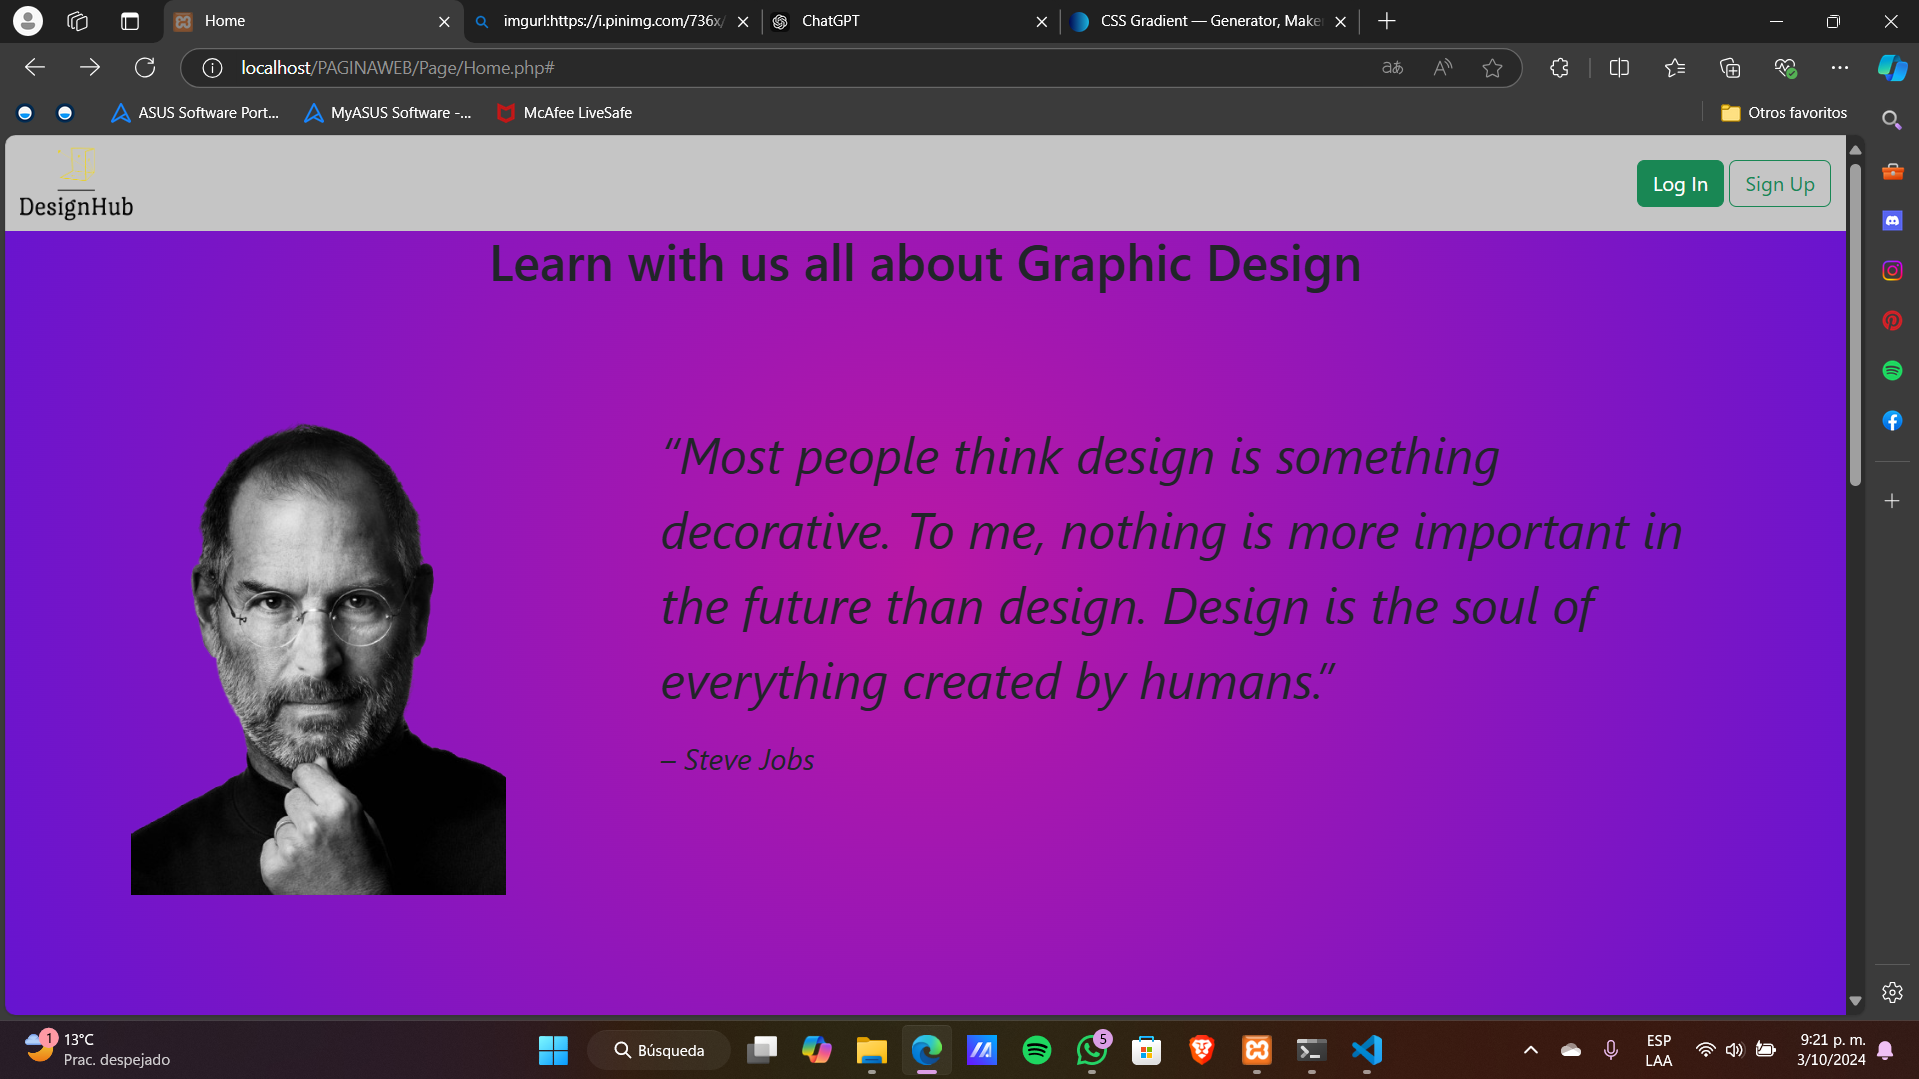 Home
imgurl:https://i.pinimg.com/736x/
ChatGPT
CSS Gradient — Generator, Make
localhost/PAGINAWEB/Page/Home.php#
ASUS Software Port...
MyASUS Software -...
McAfee LiveSafe
Otros favoritos
DesignHub
Log In
Sign Up
Learn with us all about Graphic Design
“Most people think design is something
decorative. To me, nothing is more important in
the future than design. Design is the soul of
everything created by humans.”
– Steve Jobs
1
13°C
Prac. despejado
Búsqueda
5
ESP
LAA
9:21 p. m.
3/10/2024